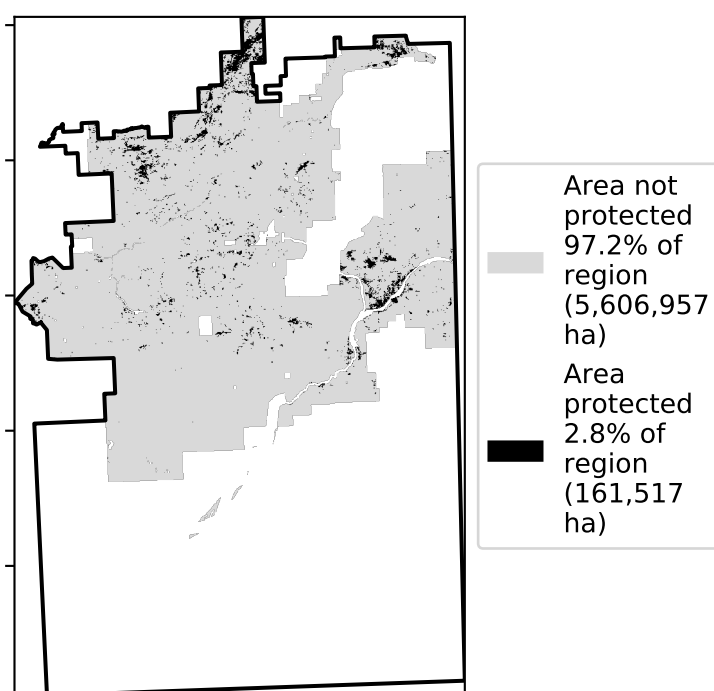 Area not
protected
97.2% of
region
(5,606,957
ha)
Area
protected
2.8% of
region
(161,517
ha)